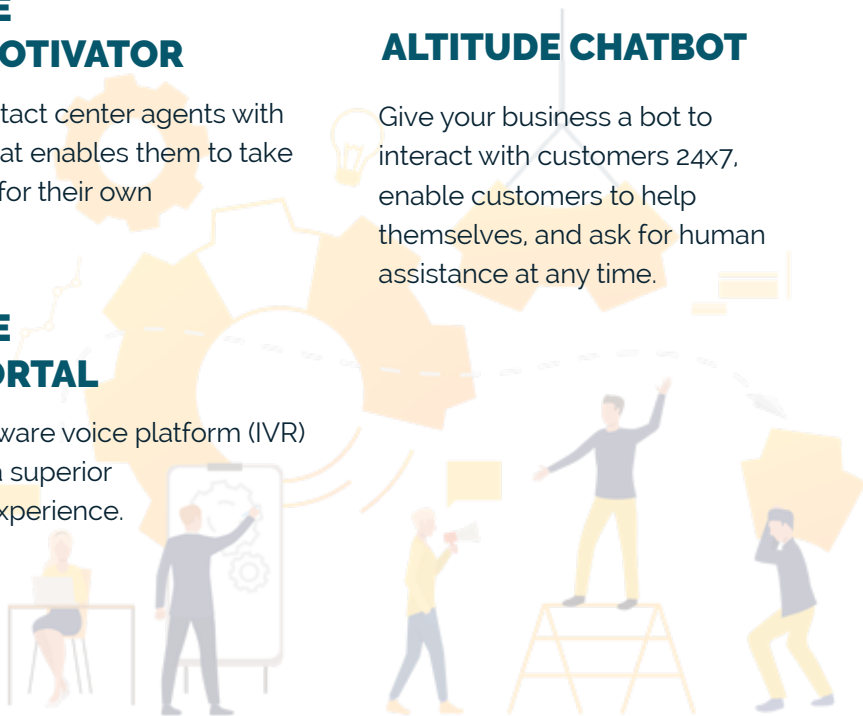 E
OTIVATOR
tact center agents with
at enables them to take
for their own
E
ORTAL
ware voice platform (IVR)
a superior
xperience.
ALTITUDE CHATBOT
Give your business a bot to
interact with customers 24x7,
enable customers to help
themselves, and ask for human
assistance at any time.